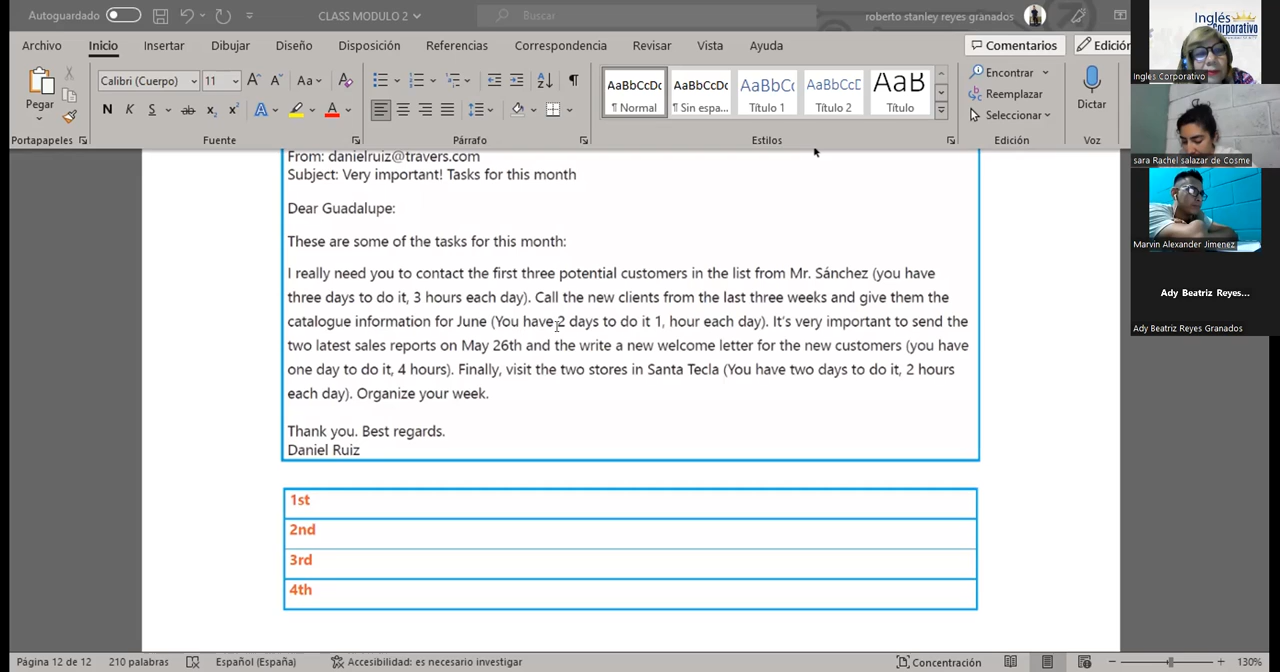 Autoguardado
CLASS MODULO 2
Buscar
roberto stanley reyes granados
Archivo Inicio Insertar Dibujar Diseño Disposición Referencias Correspondencia Revisar Vista Ayuda
Comentarios Edición
Pegar
Calibri (Cuerpo) 11
Aa
N K S ab x₂ x²
AaBbCcDc AaBbCcDc AaBbCc AaBbCcD AaB
¶ Normal ¶ Sin espa... Título 1 Título 2 Título
Encontrar
Reemplazar
Seleccionar
Dictar
Portapapeles Fuente Párrafo Estilos Edición Voz
From: danielruiz@travers.com
Subject: Very important! Tasks for this month
Dear Guadalupe:
These are some of the tasks for this month:
I really need you to contact the first three potential customers in the list from Mr. Sánchez (you have
three days to do it, 3 hours each day). Call the new clients from the last three weeks and give them the
catalogue information for June (You have 2 days to do it 1, hour each day). It's very important to send the
two latest sales reports on May 26th and the write a new welcome letter for the new customers (you have
one day to do it, 4 hours). Finally, visit the two stores in Santa Tecla (You have two days to do it, 2 hours
each day). Organize your week.
Thank you. Best regards.
Daniel Ruiz
1st
2nd
3rd
4th
Página 12 de 12 210 palabras Español (España) Accesibilidad: es necesario investigar Concentración 130%
Inglés
Corporativo
Ingles Corporativo
sara Rachel salazar de Cosme
Marvin Alexander Jimenez
Ady Beatriz Reyes...
Ady Beatriz Reyes Granados